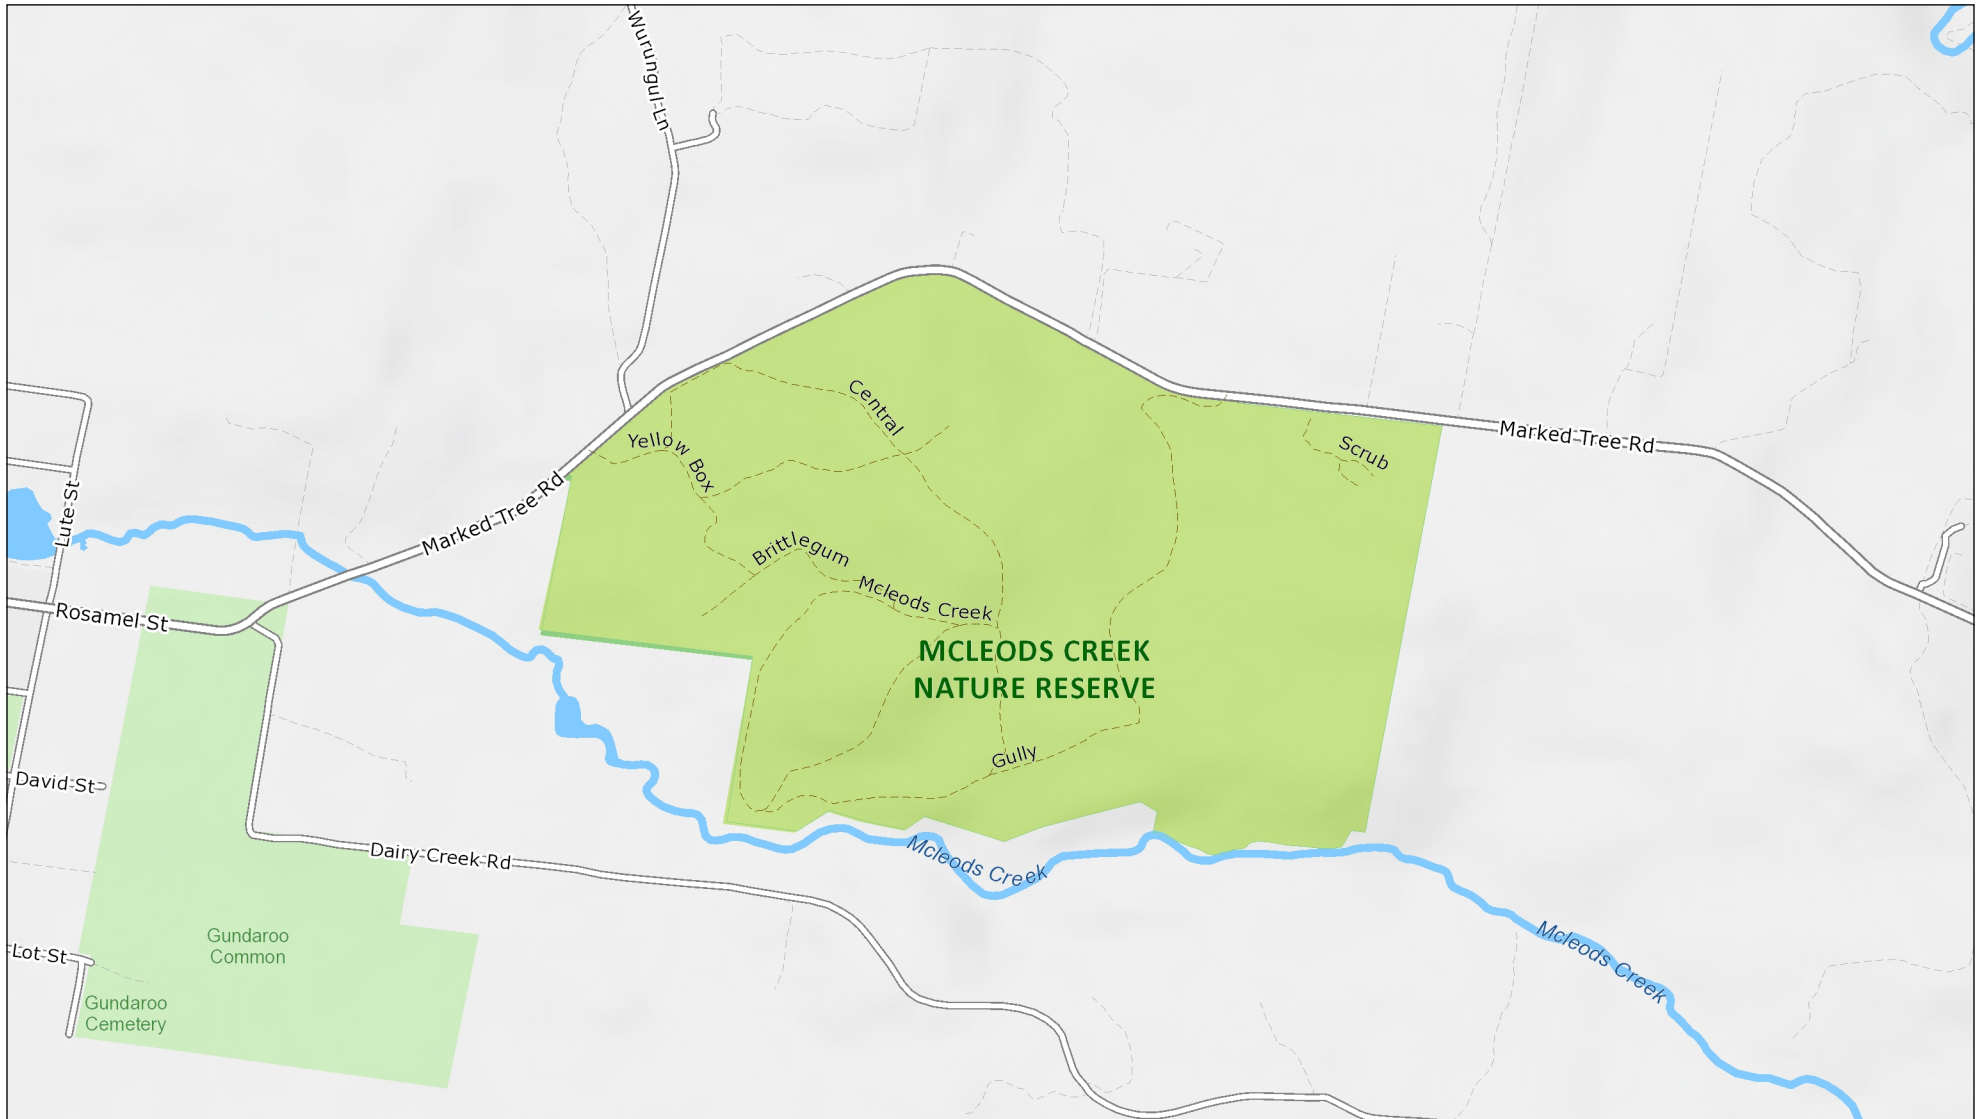 Wurungul Ln
Central
Yellow Box
Scrub
Marked Tree Rd
Marked Tree Rd
Lute St
Brittlegum
Mcleods Creek
Rosamel St
MCLEODS CREEK
NATURE RESERVE
Gully
David St
Dairy Creek Rd
Mcleods Creek
Gundaroo
Common
Mcleods Creek
Lot St
Gundaroo
Cemetery